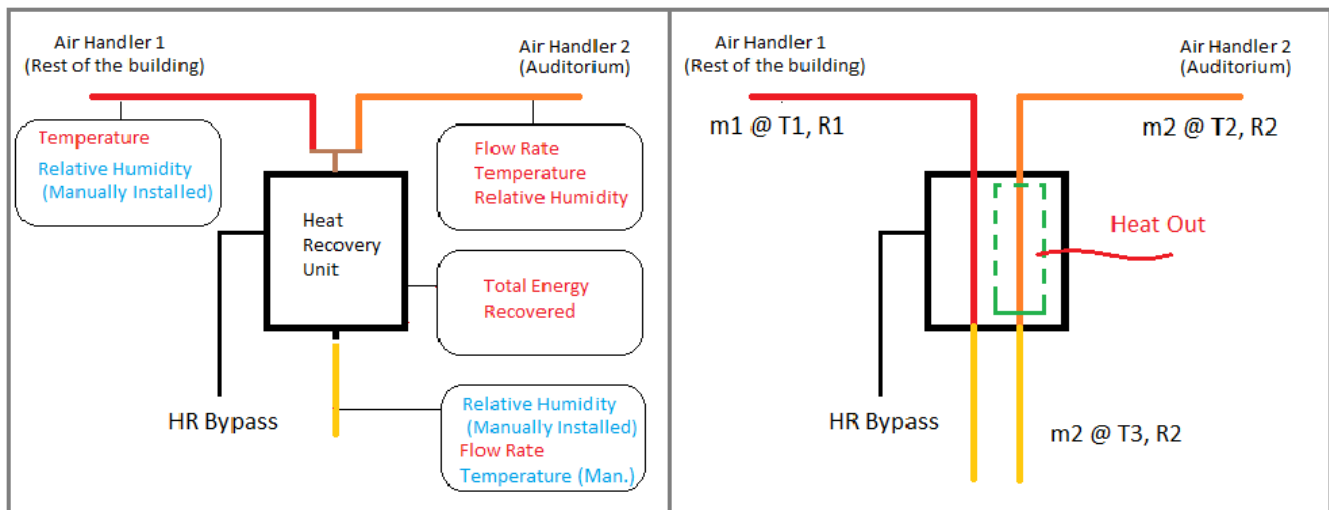 Air Handler 1
(Rest of the building)
Air Handler 2
(Auditorium)
Temperature
Relative Humidity
(Manually Installed)
Flow Rate
Temperature
Relative Humidity
Heat
Recovery
Unit
Total Energy
Recovered
HR Bypass
Relative Humidity
(Manually Installed)
Flow Rate
Temperature (Man.)
Air Handler 1
(Rest of the building)
Air Handler 2
(Auditorium)
m1 @ T1, R1
m2 @ T2, R2
Heat Out
HR Bypass
m2 @ T3, R2